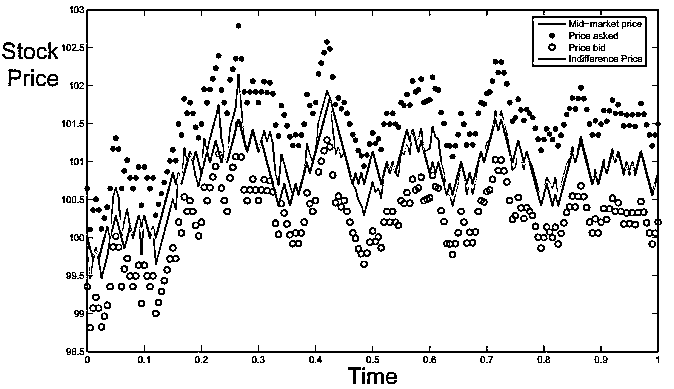 Stock
Price
103
102.5
102
101.5
101
100.5
100
99.5
99
98.5
Mid-market price
Price asked
Price bid
Indifference Price
0 0.1 0.2 0.3 0.4 0.5 0.6 0.7 0.8 0.9 1
Time